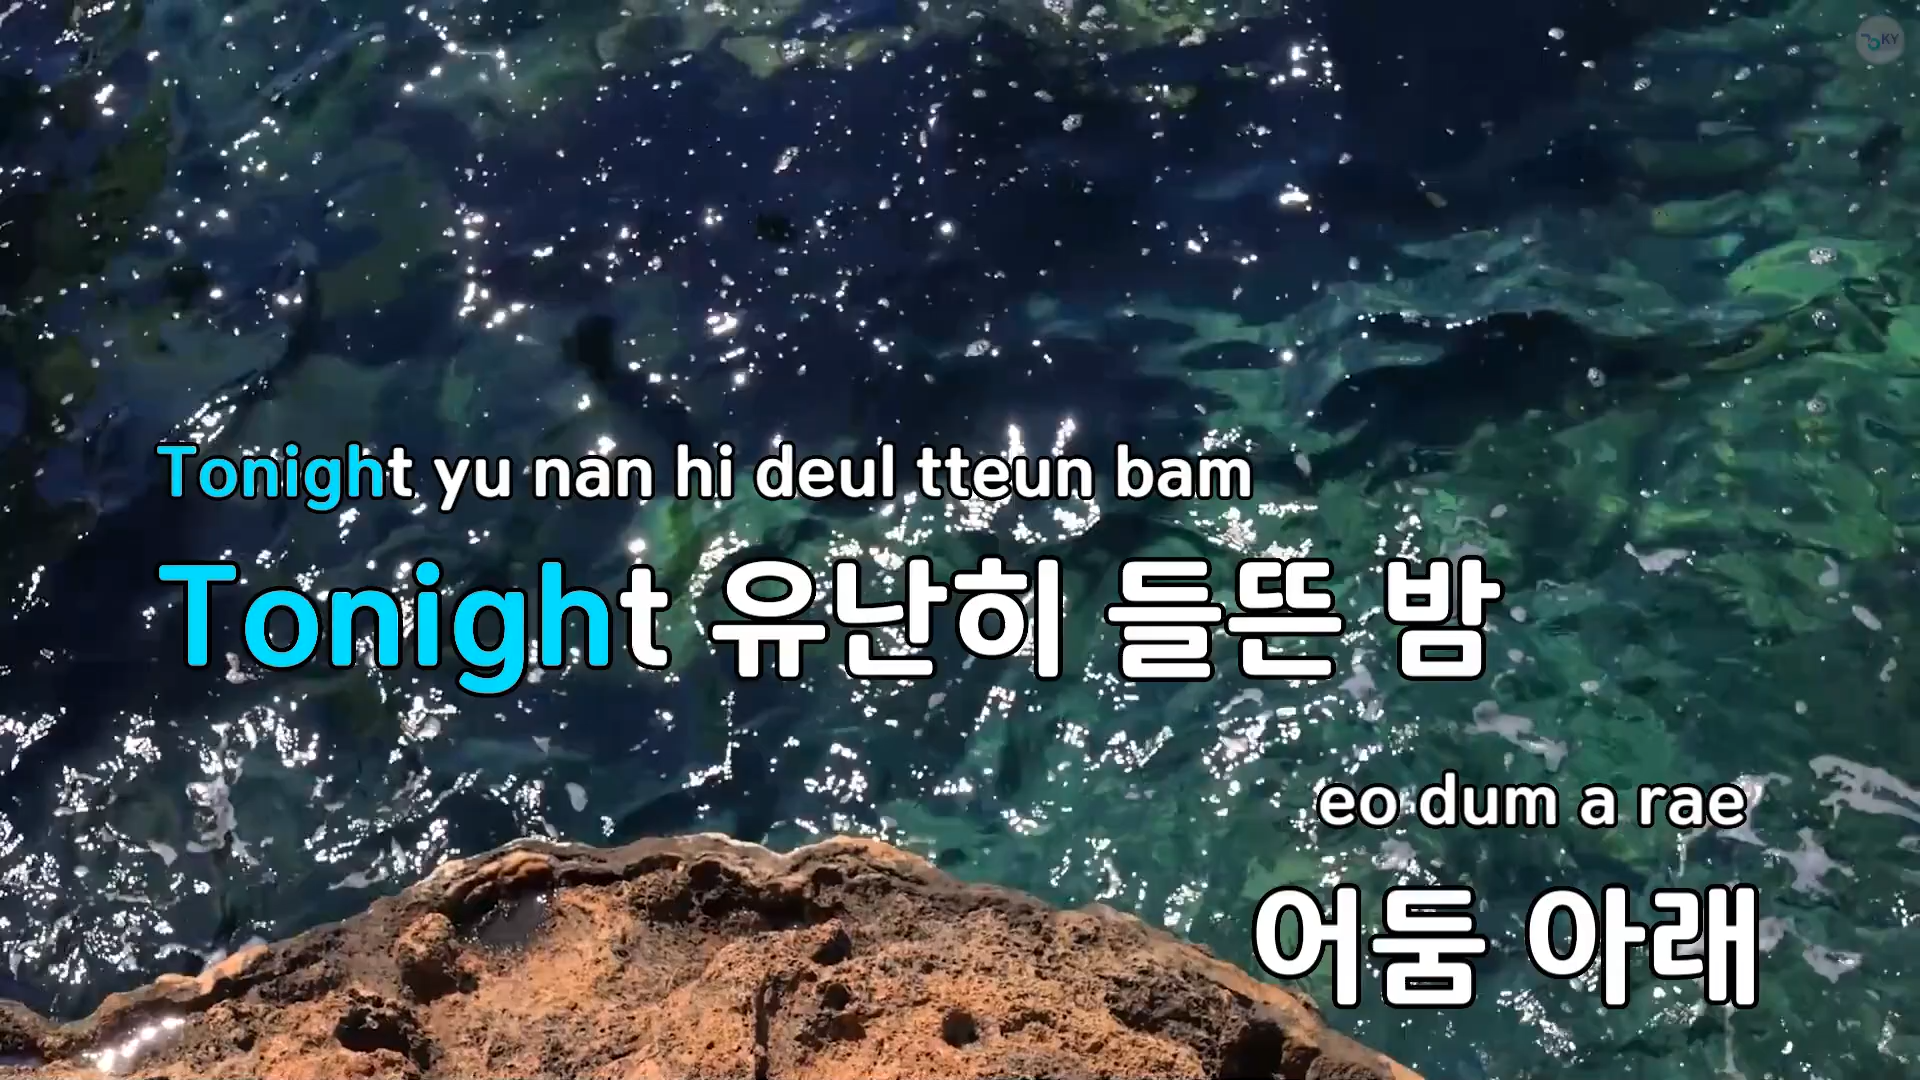 KY
Tonight yu nan hi deul tteun bam
Tonight 유난히 들뜬 밤
eo dum a rae
어둠 아래